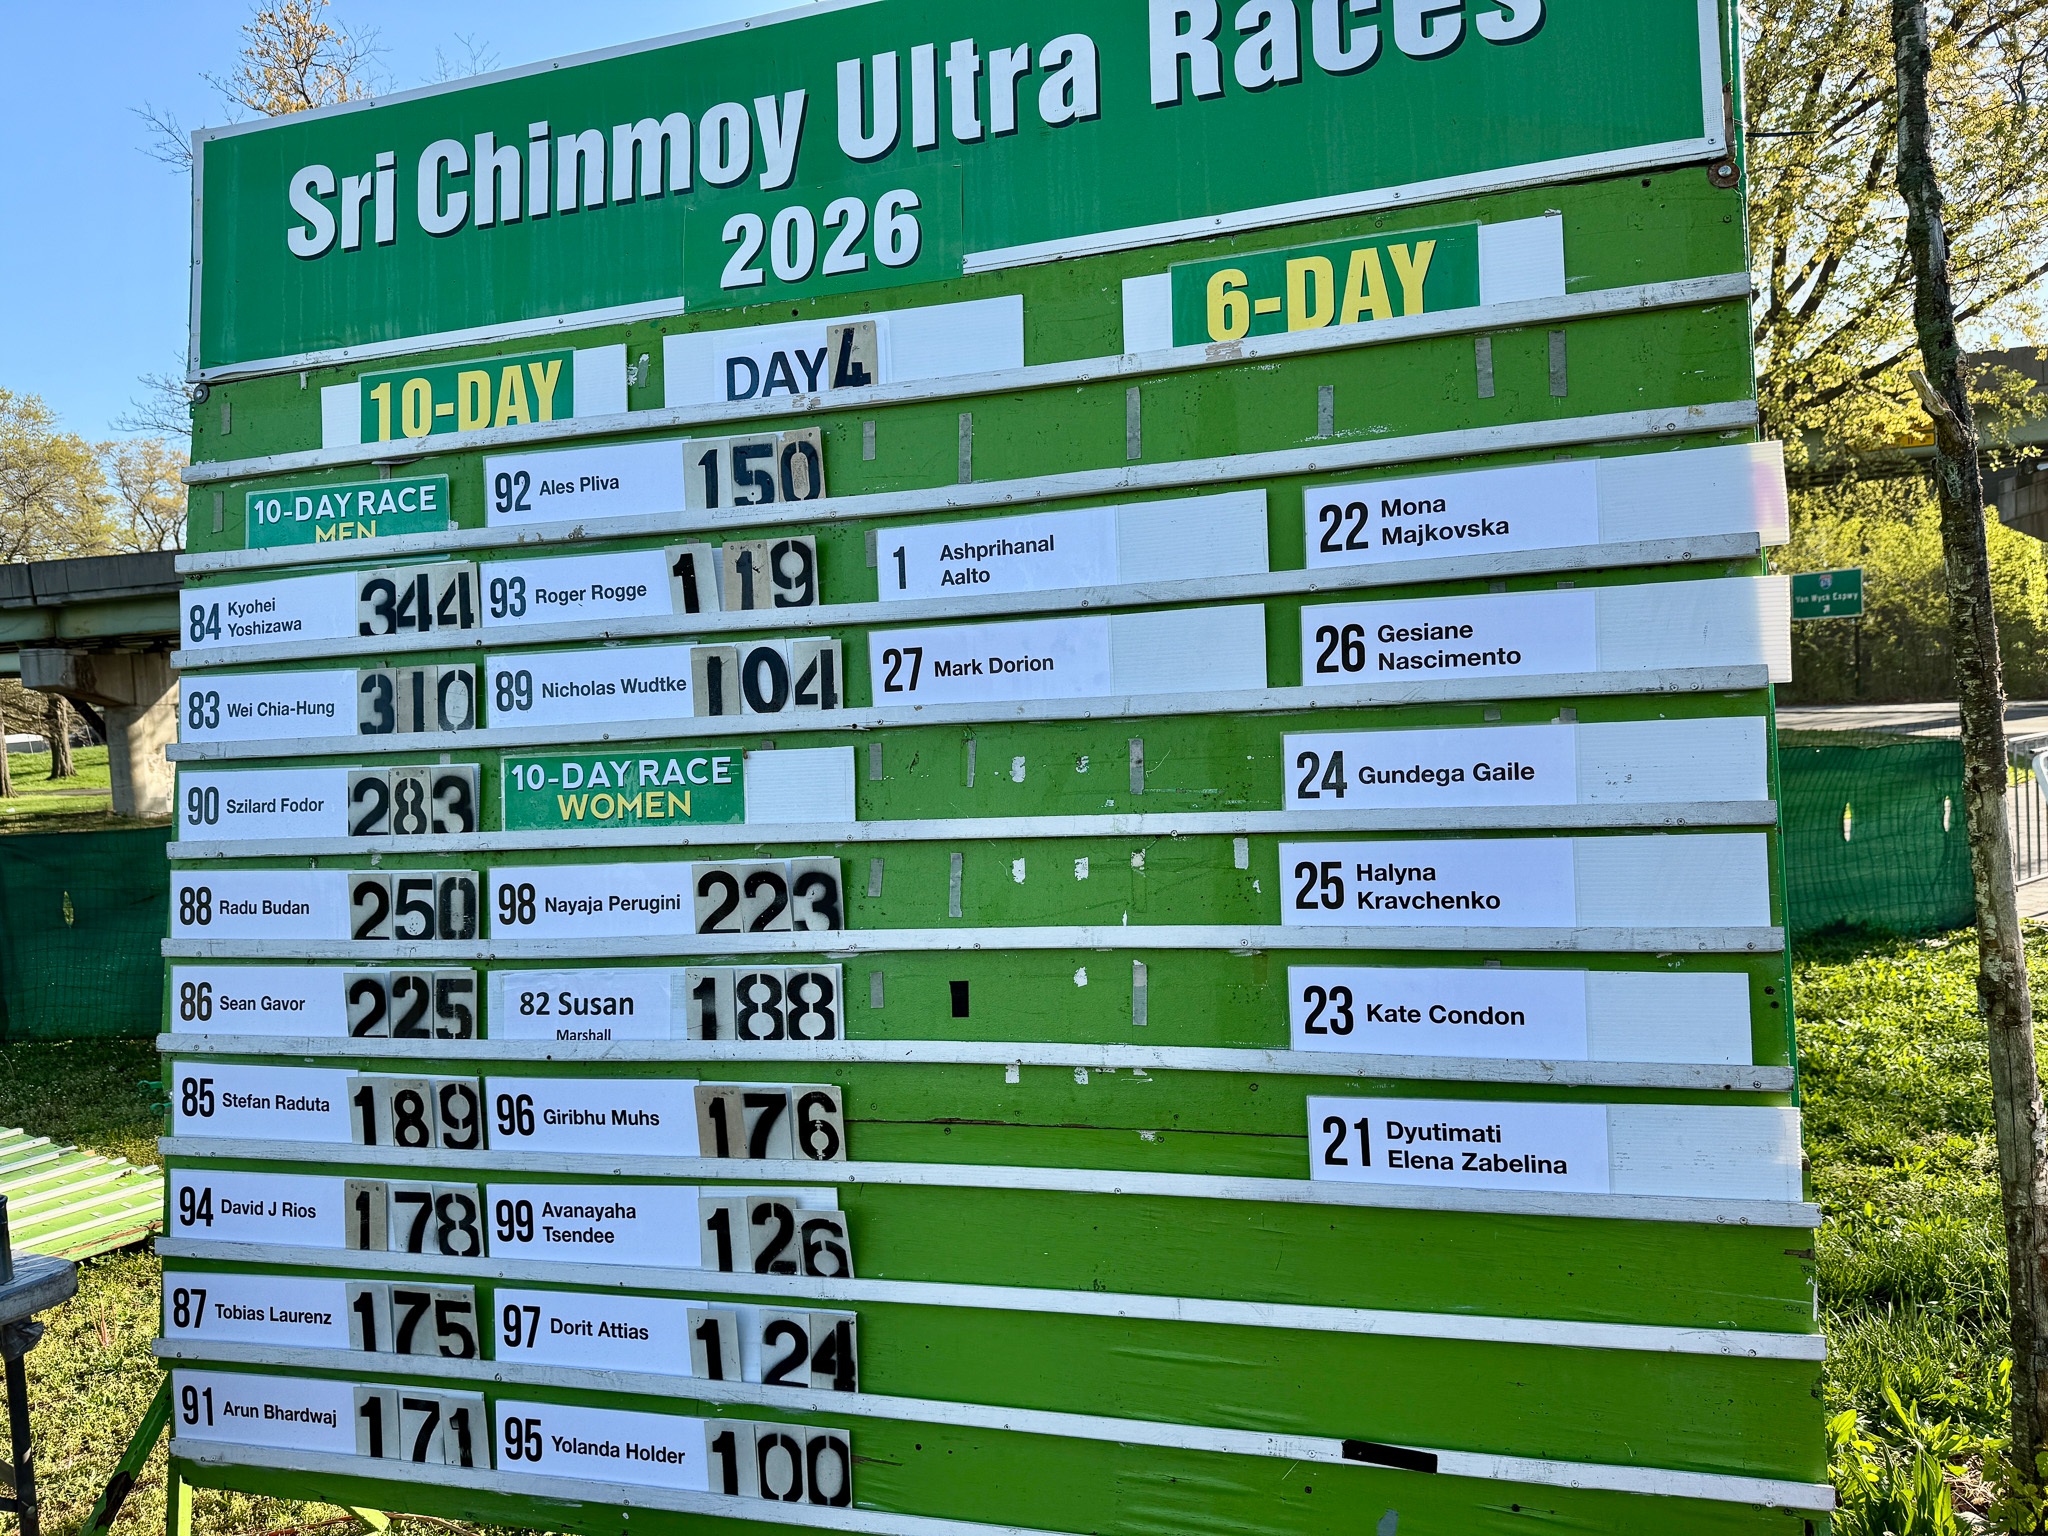 Sri Chinmoy Ultra Races
2026
10-DAY
DAY 4
6-DAY
10-DAY RACE
MEN
84 Kyohei
Yoshizawa
344
83 Wei Chia-Hung 310
90 Szilard Fodor 283
88 Radu Budan 250
86 Sean Gavor 225
85 Stefan Raduta 189
94 David J Rios 178
87 Tobias Laurenz 175
91 Arun Bhardwaj 171
92 Ales Pliva 150
93 Roger Rogge 119
89 Nicholas Wudtke 104
10-DAY RACE
WOMEN
98 Nayaja Perugini 223
82 Susan
Marshall
188
96 Giribhu Muhs 176
99 Avanayaha
Tsendee
126
97 Dorit Attias 124
95 Yolanda Holder 100
1 Ashprihanal
Aalto
27 Mark Dorion
22 Mona
Majkovska
26 Gesiane
Nascimento
24 Gundega Gaile
25 Halyna
Kravchenko
23 Kate Condon
21 Dyutimati
Elena Zabelina
Van Wyck Expwy